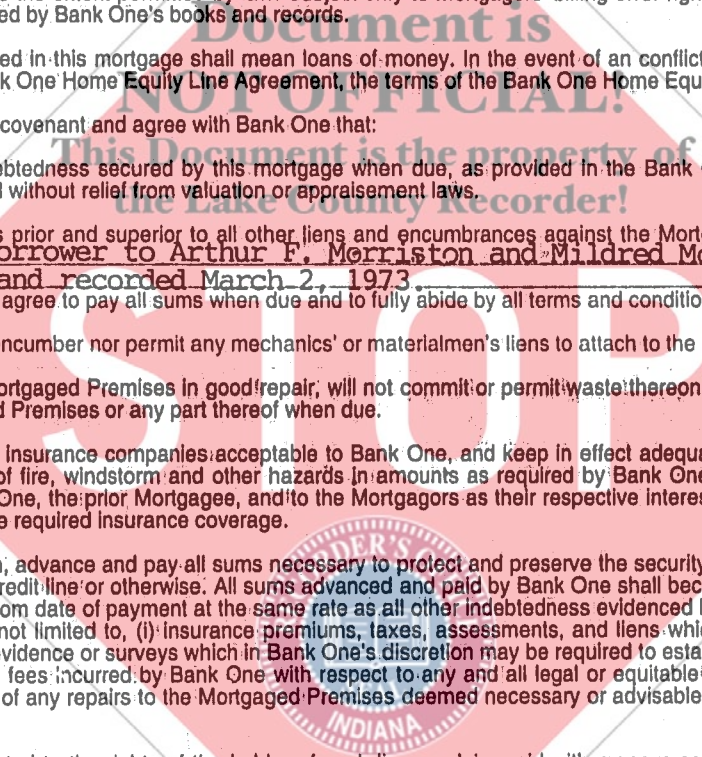 ed by Bank One's books and records.
Document is
ed in this mortgage shall mean loans of money. In the event of an conflict
k One Home Equity Line Agreement, the terms of the Bank One Home Equ
NOT OFFICIAL!
covenant and agree with Bank One that:
This Document is the property of
ebtedness secured by this mortgage when due, as provided in the Bank
l without relief from valuation or appraisement laws.
the Lake County Recorder!
s prior and superior to all other liens and encumbrances against the Mort
orrower to Arthur F. Morriston and Mildred Mo
and recorded March 2, 1973.
agree to pay all sums when due and to fully abide by all terms and conditio
STOP
ncumber nor permit any mechanics' or materialmen's liens to attach to the
ortgaged Premises in good repair, will not commit or permit waste thereon
d Premises or any part thereof when due.
insurance companies acceptable to Bank One, and keep in effect adequa
of fire, windstorm and other hazards in amounts as required by Bank One
One, the prior Mortgagee, and to the Mortgagors as their respective interes
e required insurance coverage.
, advance and pay all sums necessary to protect and preserve the security
redit line or otherwise. All sums advanced and paid by Bank One shall bec
om date of payment at the same rate as all other indebtedness evidenced
not limited to, (i) insurance premiums, taxes, assessments, and liens whi
vidence or surveys which in Bank One's discretion may be required to esta
fees incurred by Bank One with respect to any and all legal or equitable
of any repairs to the Mortgaged Premises deemed necessary or advisable
INDIANA